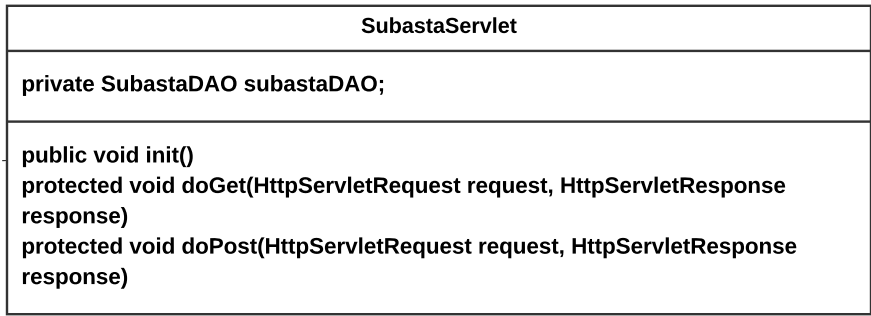 SubastaServlet
private SubastaDAO subastaDAO;
public void init()
protected void doGet(HttpServletRequest request, HttpServletResponse
response)
protected void doPost(HttpServletRequest request, HttpServletResponse
response)